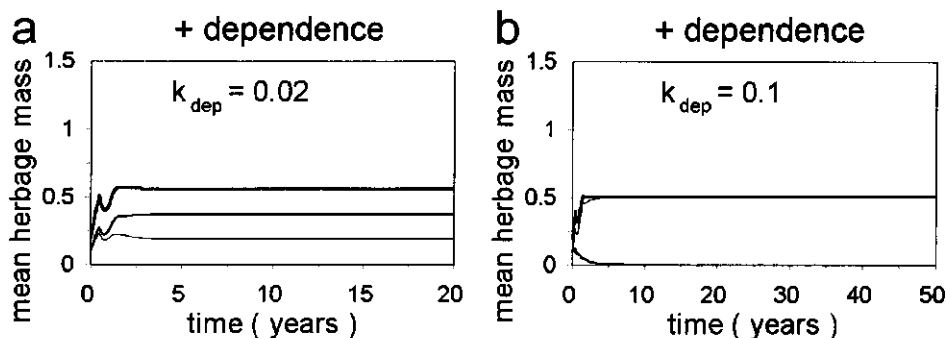 a + dependence
mean herbage mass
1.5
1
0.5
0
k dep = 0.02
0 5 10 15 20
time ( years )
b + dependence
mean herbage mass
1.5
1
0.5
0
k dep = 0.1
0 10 20 30 40 50
time ( years )